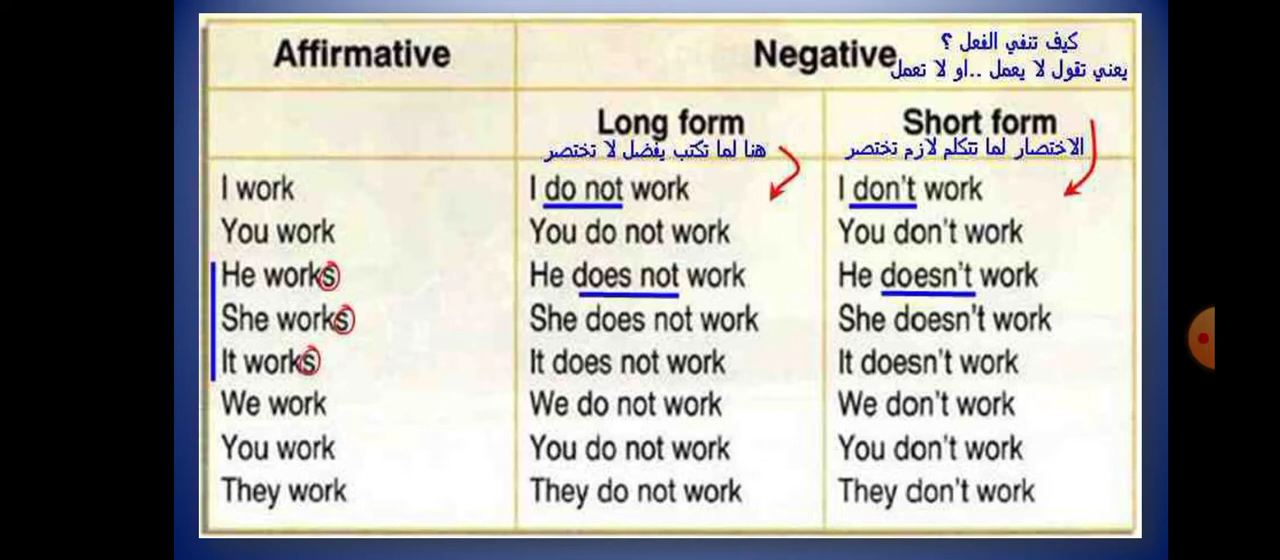 Affirmative
Negative
كيف تنفي الفعل ؟
يعني تقول لا يعمل ..او لا تعمل
Long form
هنا لما تكتب يفضل لا تختصر
Short form
الاختصار لما تتكلم لازم تختصر
I work I do not work I don't work
You work You do not work You don't work
He works He does not work He doesn't work
She works She does not work She doesn't work
It works It does not work It doesn't work
We work We do not work We don't work
You work You do not work You don't work
They work They do not work They don't work